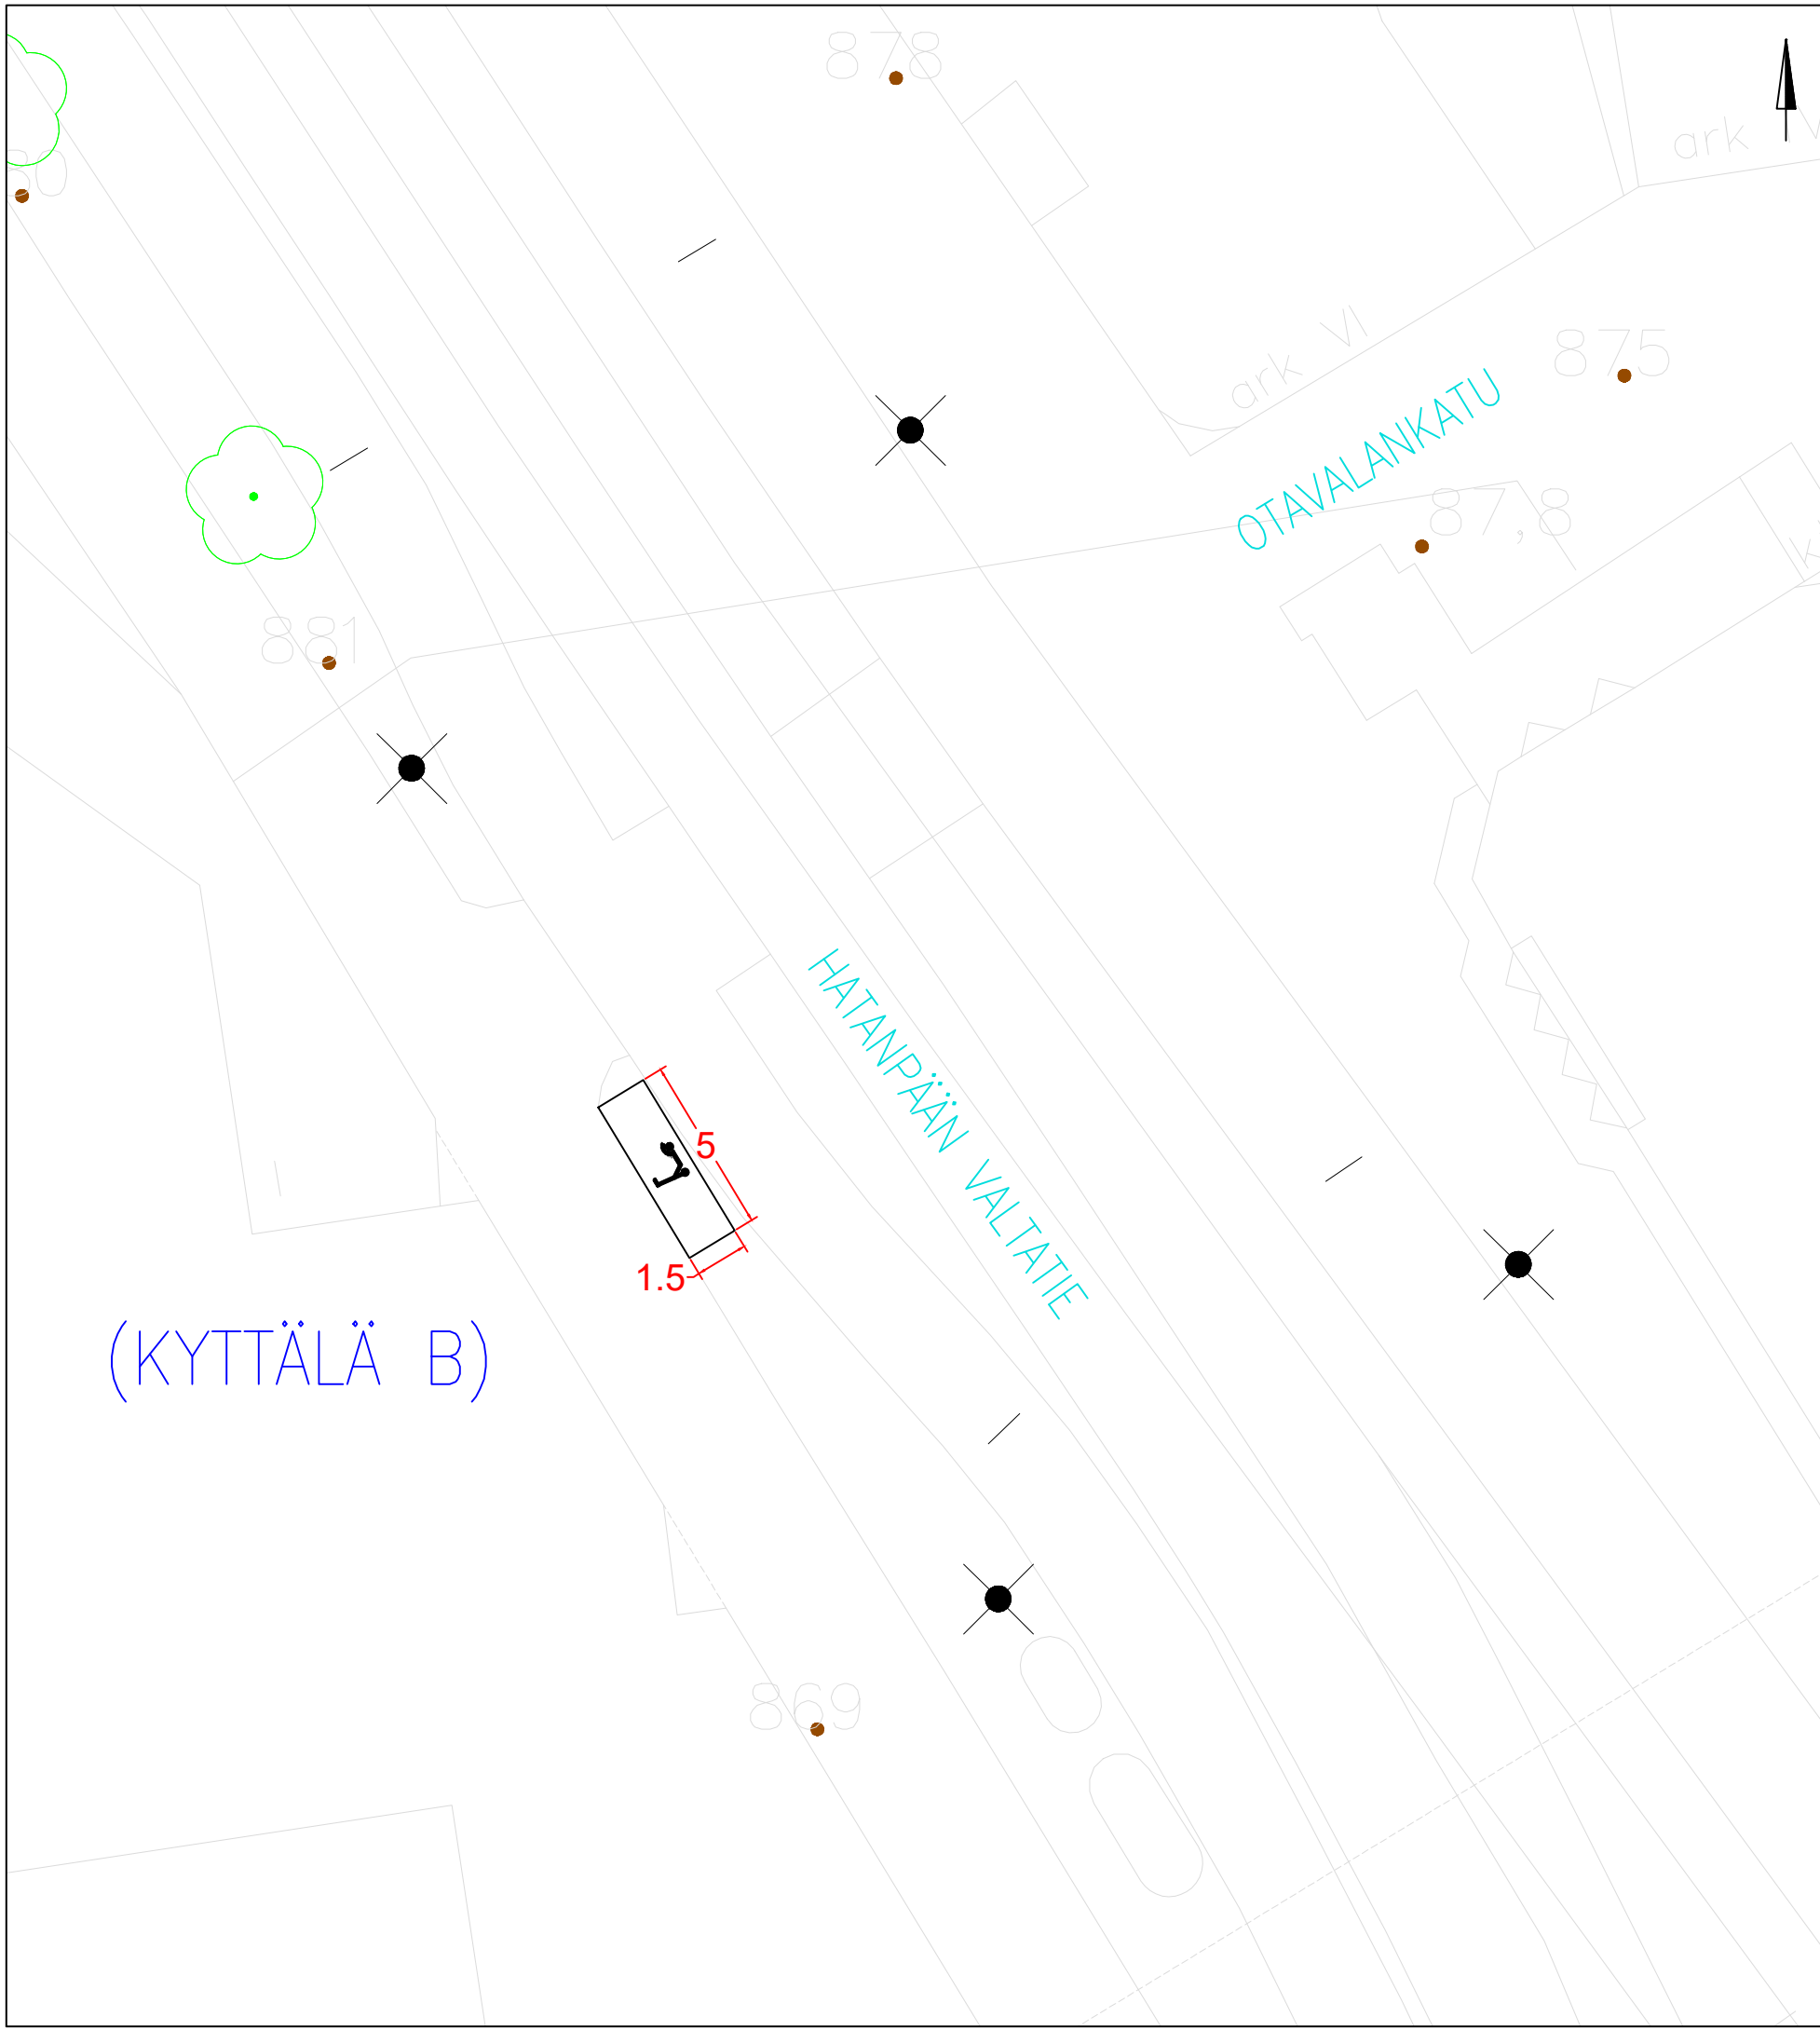 878
ark
ark VI
875
OTAVALANKATU
87,8
881
HATANPÄÄN VALTATIE
5
1.5
(KYTTÄLÄ B)
869